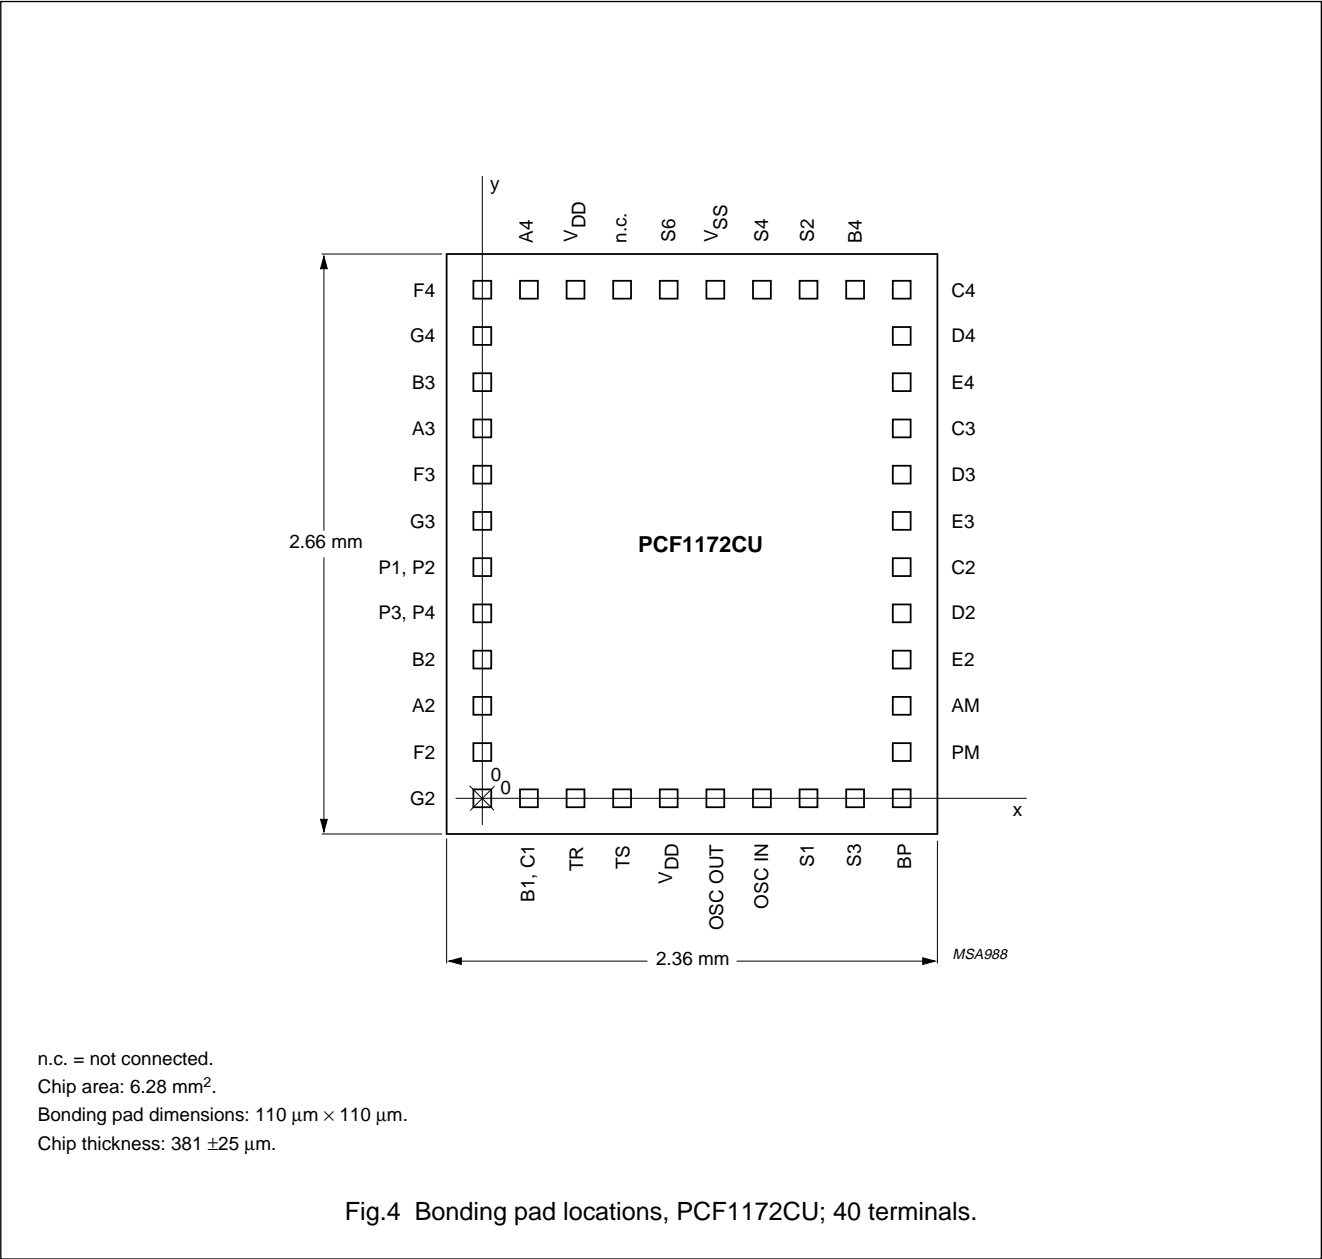 y
A4 VDD n.c. S6 VSS S4 S2 B4
F4 C4
G4 D4
B3 E4
A3 C3
F3 D3
G3 E3
2.66 mm PCF1172CU
P1, P2 C2
P3, P4 D2
B2 E2
A2 AM
F2 PM
0
0
G2
x
B1, C1 TR TS VDD OSC OUT OSC IN S1 S3 BP
2.36 mm MSA988
n.c. = not connected.
Chip area: 6.28 mm².
Bonding pad dimensions: 110 μm × 110 μm.
Chip thickness: 381 ±25 μm.
Fig.4 Bonding pad locations, PCF1172CU; 40 terminals.